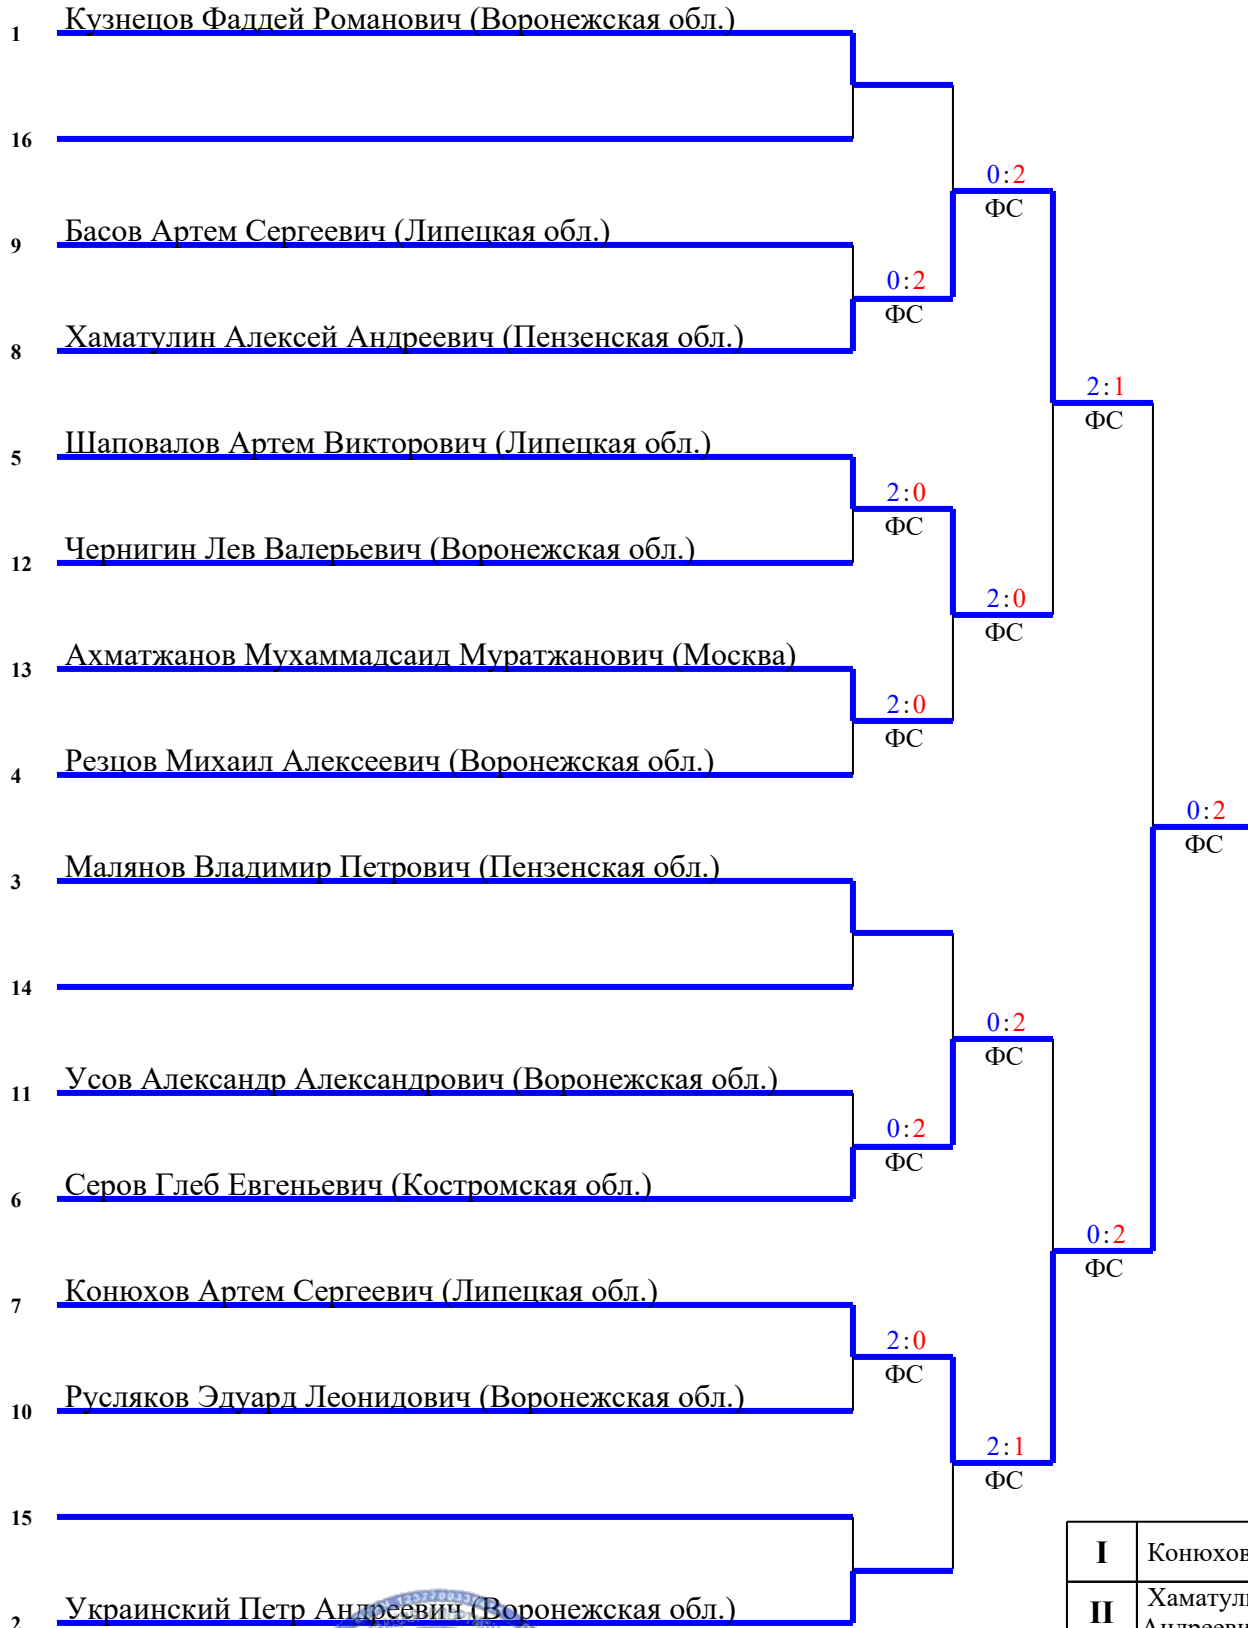 1 Кузнецов Фаддей Романович (Воронежская обл.)
16
0:2
ФС
9 Басов Артем Сергеевич (Липецкая обл.)
0:2
ФС
8 Хаматулин Алексей Андреевич (Пензенская обл.)
2:1
ФС
5 Шаповалов Артем Викторович (Липецкая обл.)
2:0
ФС
12 Чернигин Лев Валерьевич (Воронежская обл.)
2:0
ФС
13 Ахматжанов Мухаммадсаид Муратжанович (Москва)
2:0
ФС
4 Резцов Михаил Алексеевич (Воронежская обл.)
0:2
ФС
3 Малянов Владимир Петрович (Пензенская обл.)
14
0:2
ФС
11 Усов Александр Александрович (Воронежская обл.)
0:2
ФС
6 Серов Глеб Евгеньевич (Костромская обл.)
0:2
ФС
7 Конюхов Артем Сергеевич (Липецкая обл.)
2:0
ФС
10 Русляков Эдуард Леонидович (Воронежская обл.)
2:1
ФС
15
I Конюхов
2 Украинский Петр Андреевич (Воронежская обл.)
II